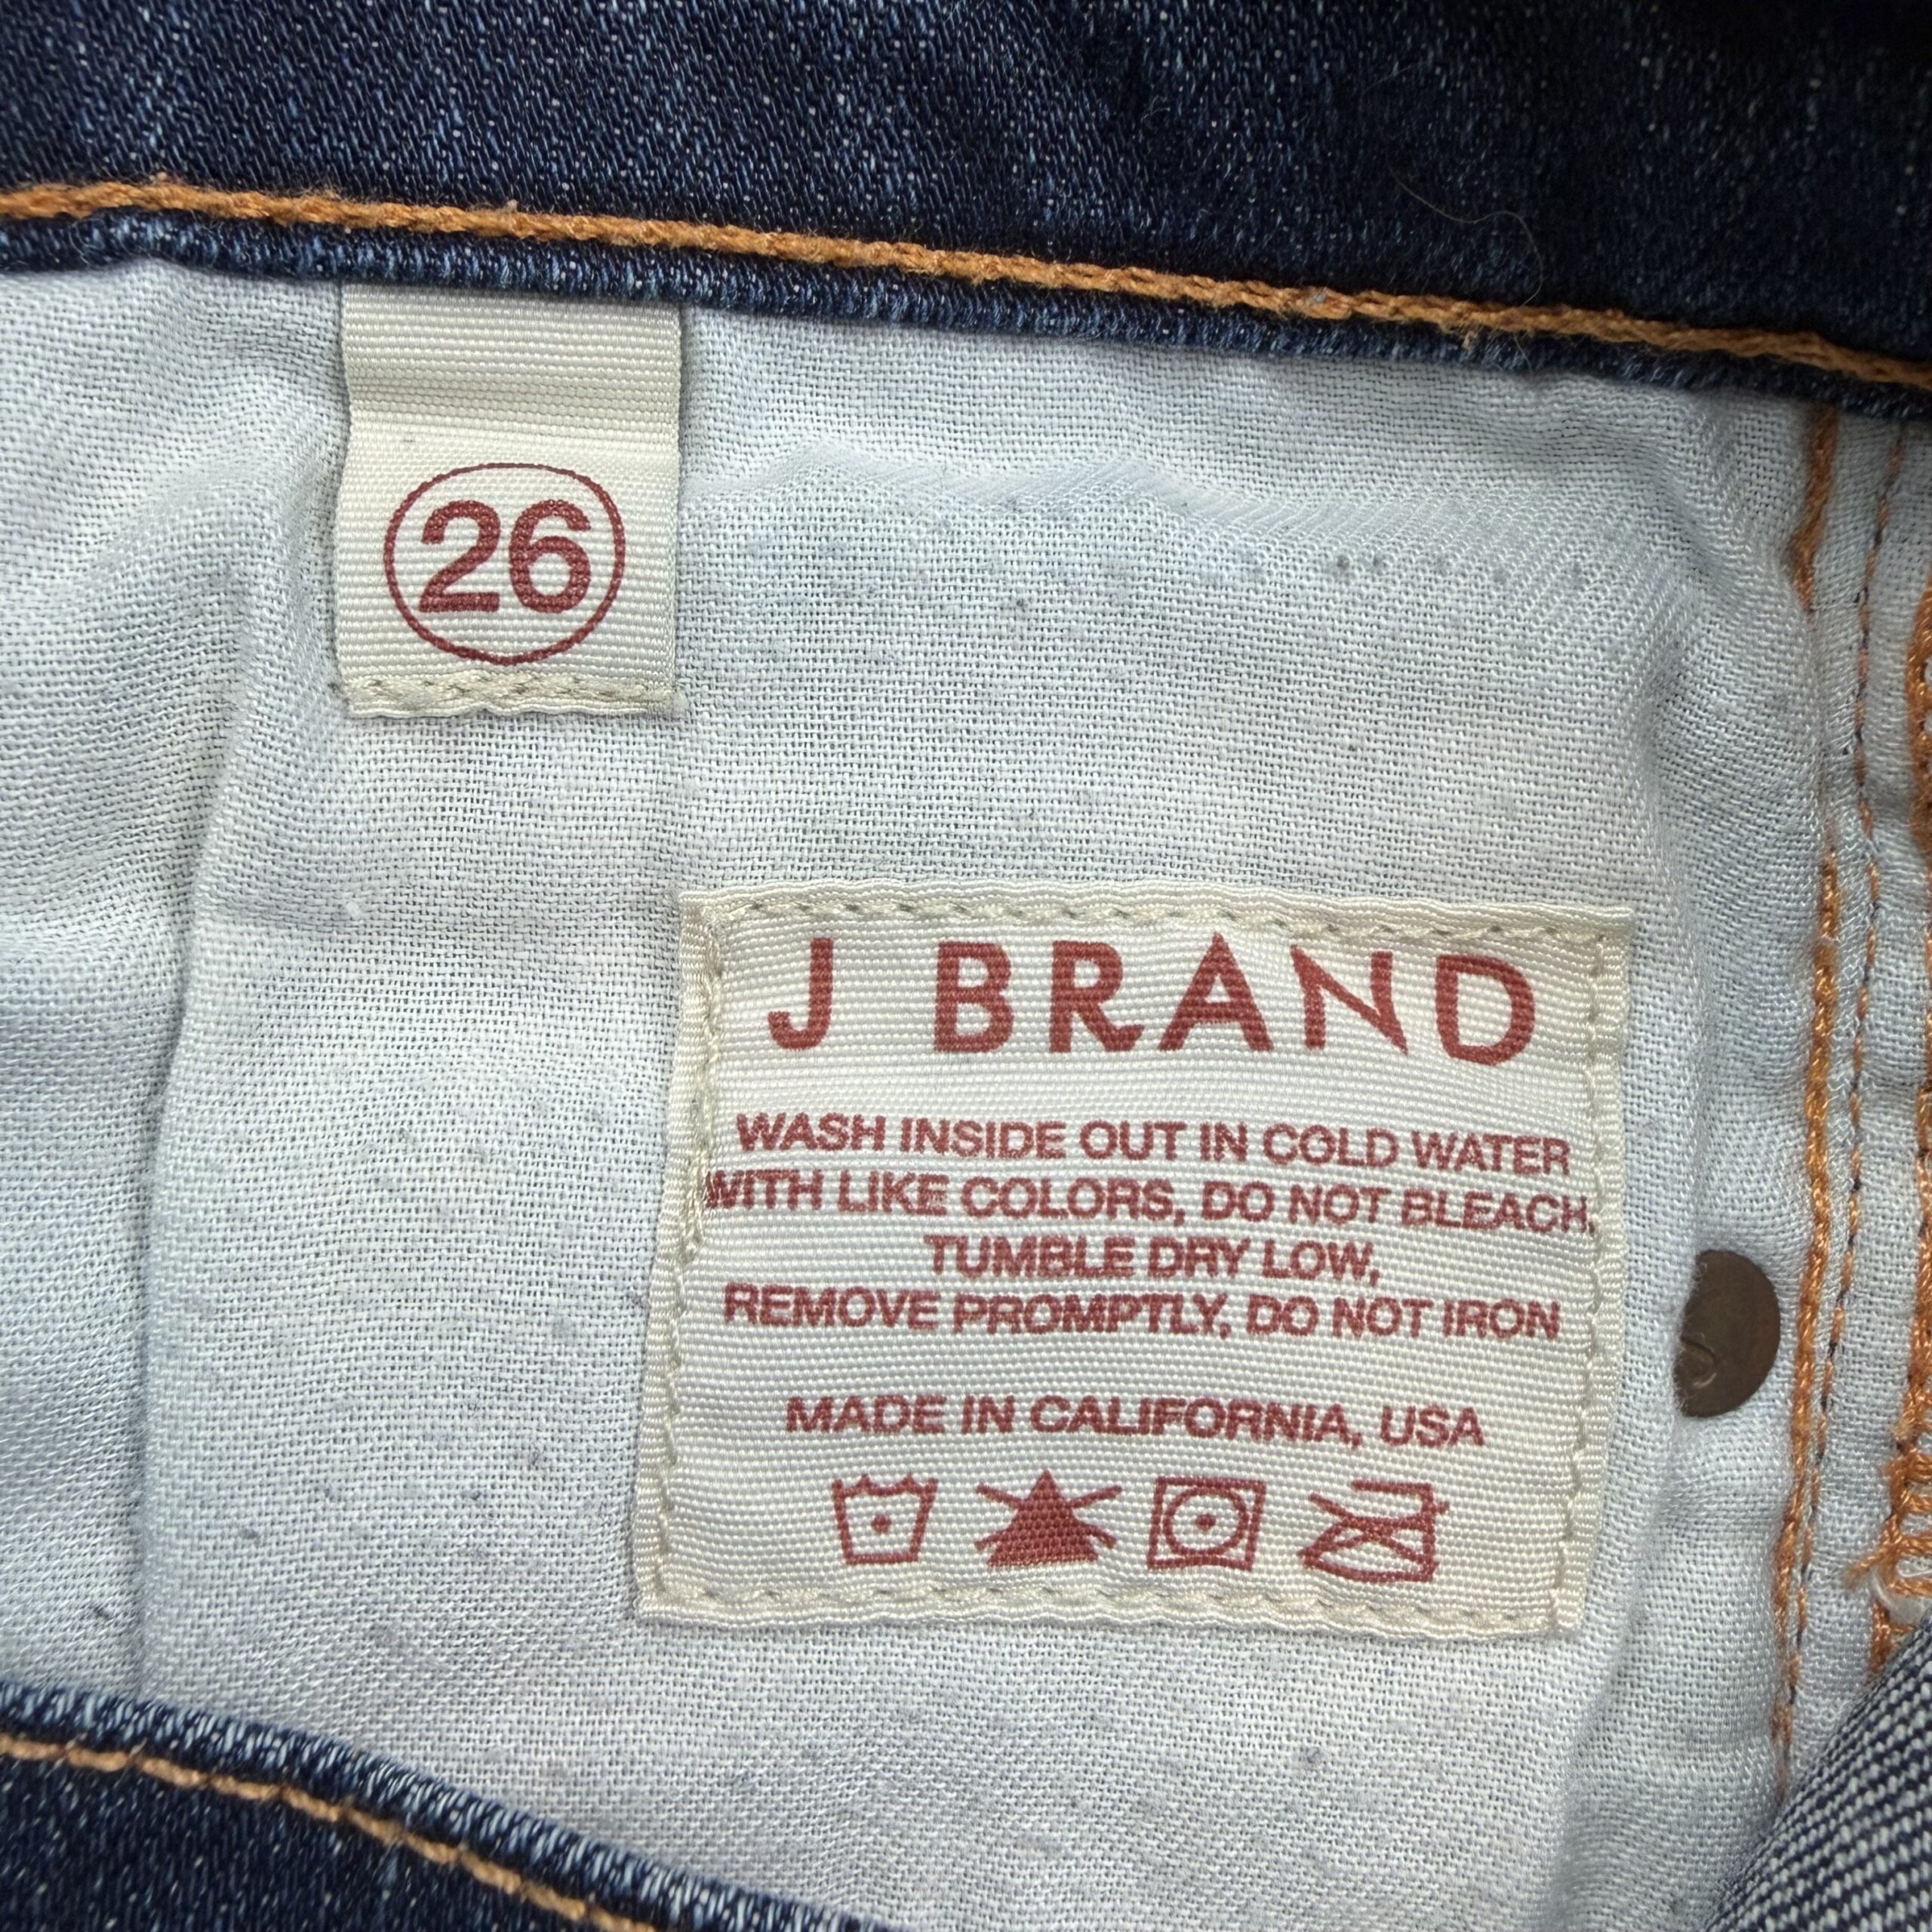 26
J BRAND
WASH INSIDE OUT IN COLD WATER
WITH LIKE COLORS, DO NOT BLEACH,
TUMBLE DRY LOW,
REMOVE PROMPTLY, DO NOT IRON
MADE IN CALIFORNIA, USA